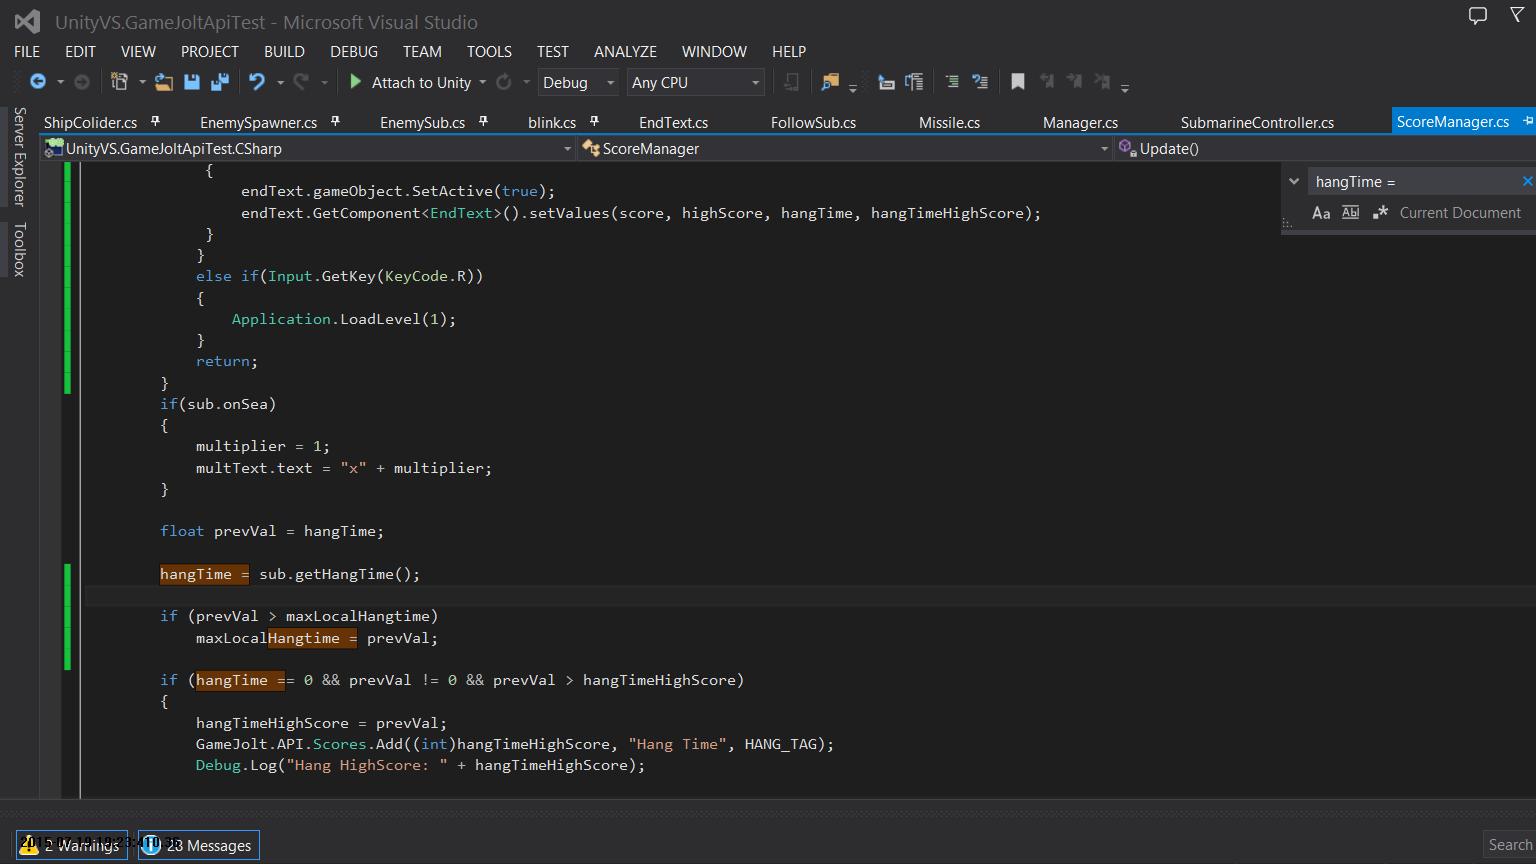 UnityVS.GameJoltApiTest - Microsoft Visual Studio
FILE EDIT VIEW PROJECT BUILD DEBUG TEAM TOOLS TEST ANALYZE WINDOW HELP
Attach to Unity Debug Any CPU
Server Explorer
Toolbox
ShipColider.cs EnemySpawner.cs EnemySub.cs blink.cs EndText.cs FollowSub.cs Missile.cs Manager.cs SubmarineController.cs ScoreManager.cs
UnityVS.GameJoltApiTest.CSharp ScoreManager Update()
hangTime =
Aa Abl .* Current Document
{
endText.gameObject.SetActive(true);
endText.GetComponent<EndText>().setValues(score, highScore, hangTime, hangTimeHighScore);
}
}
else if(Input.GetKey(KeyCode.R))
{
Application.LoadLevel(1);
}
return;
}
if(sub.onSea)
{
multiplier = 1;
multText.text = "x" + multiplier;
}
float prevVal = hangTime;
hangTime = sub.getHangTime();
if (prevVal > maxLocalHangtime)
maxLocalHangtime = prevVal;
if (hangTime == 0 && prevVal != 0 && prevVal > hangTimeHighScore)
{
hangTimeHighScore = prevVal;
GameJolt.API.Scores.Add((int)hangTimeHighScore, "Hang Time", HANG_TAG);
Debug.Log("Hang HighScore: " + hangTimeHighScore);
2 Warnings 28 Messages
Search